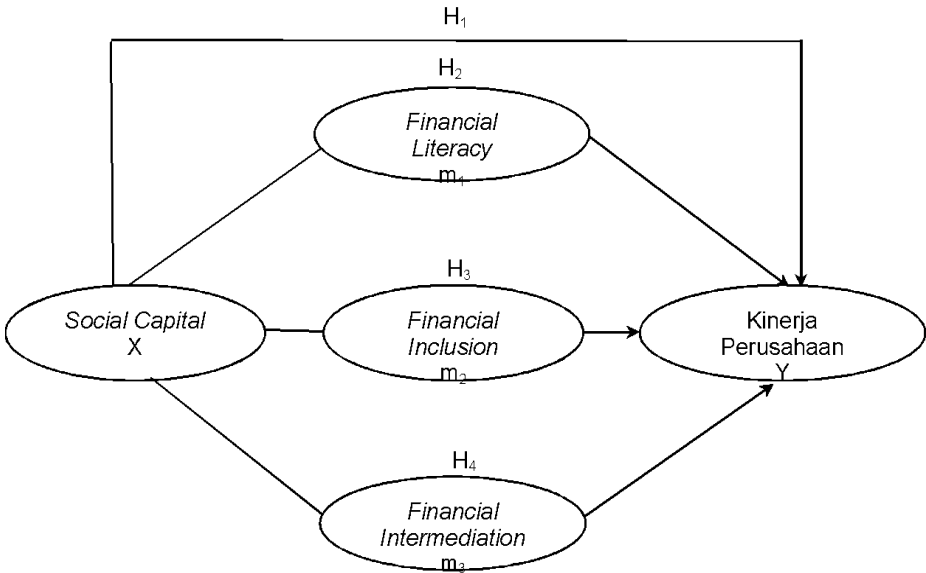 H₁
H₂
Financial
Literacy
m₁
H₃
Social Capital
X
Financial
Inclusion
m₂
Kinerja
Perusahaan
Y
H₄
Financial
Intermediation
m₃